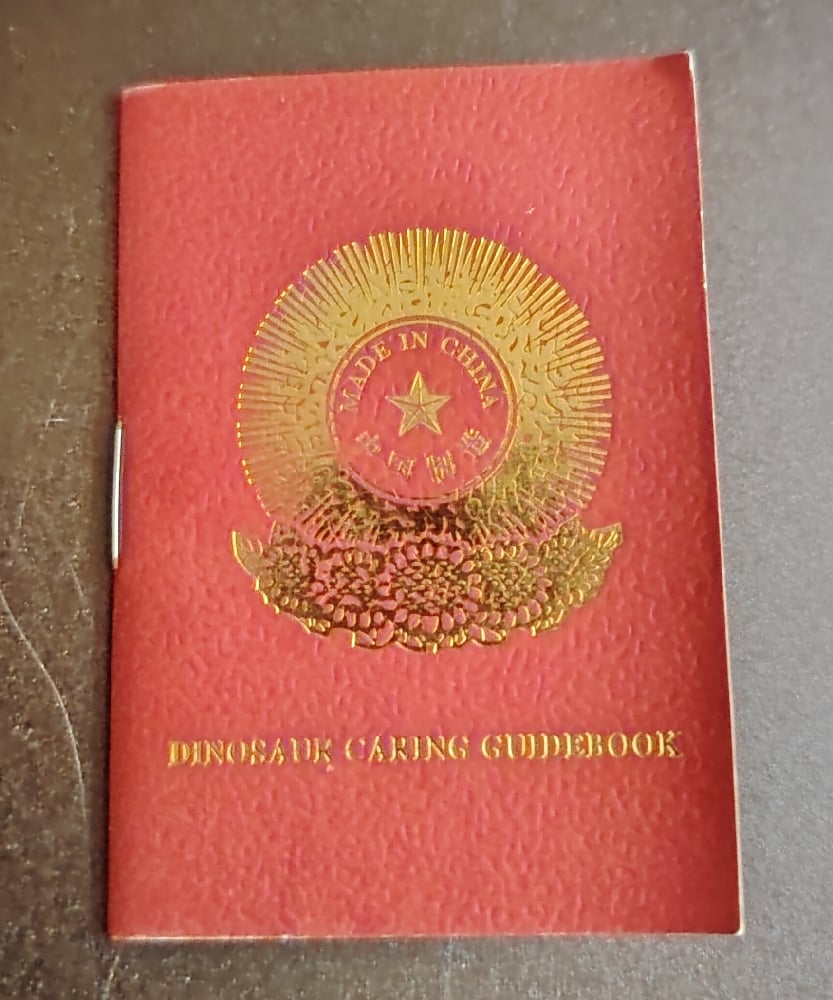 MADE IN CHINA
中国制造
DINOSAUR CARING GUIDEBOOK